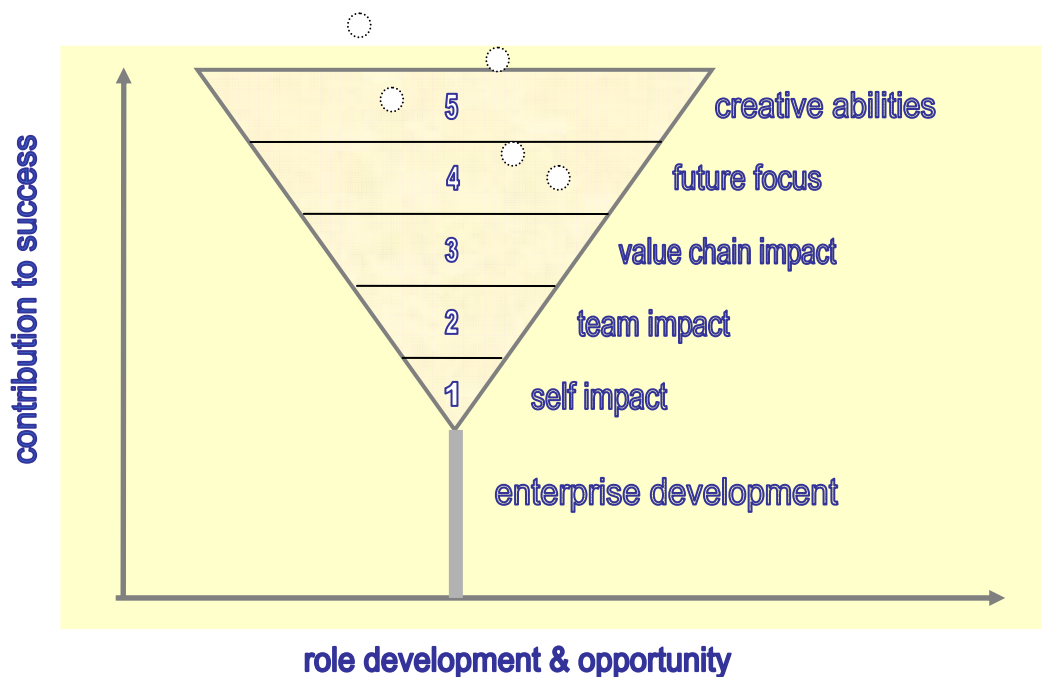 contribution to success
5
creative abilities
4
future focus
3
value chain impact
2
team impact
1
self impact
enterprise development
role development & opportunity